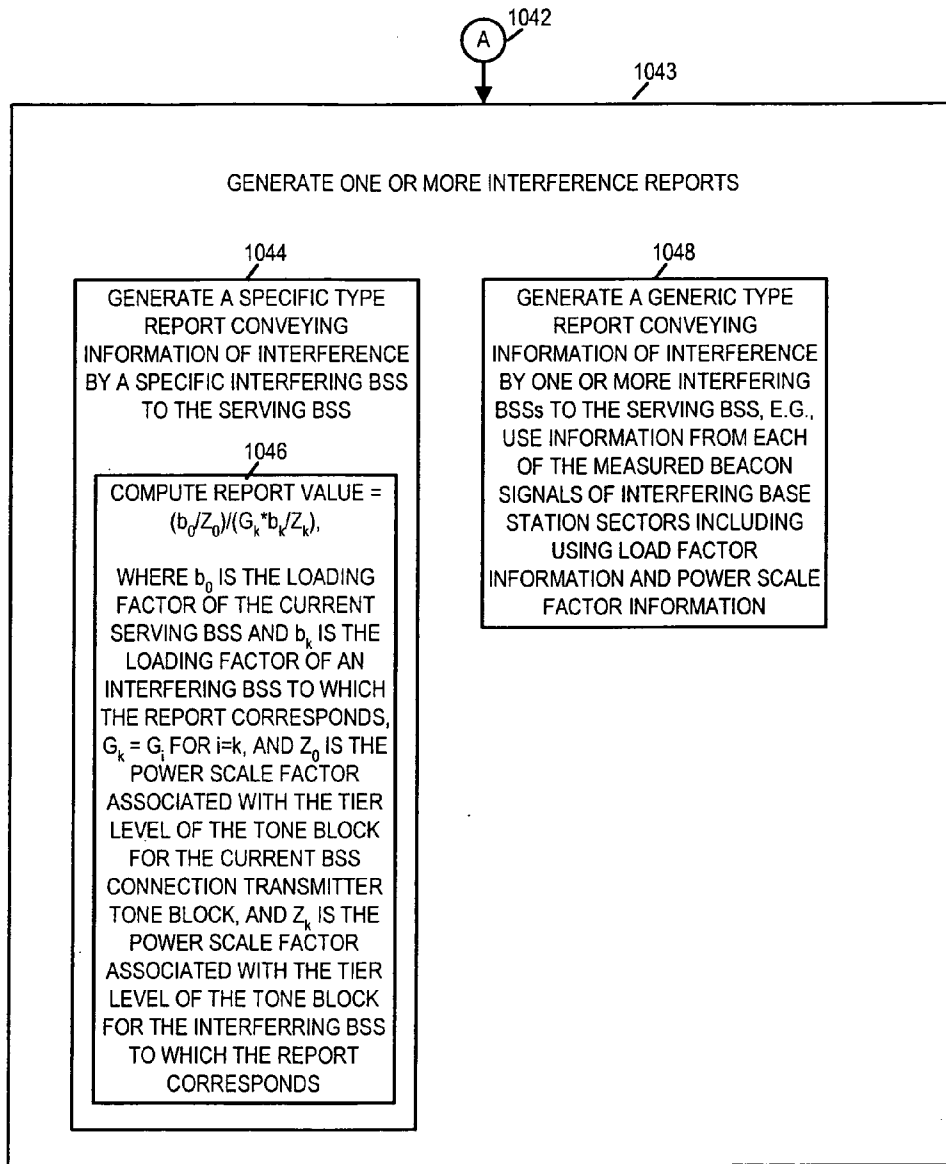 A
1042
1043
GENERATE ONE OR MORE INTERFERENCE REPORTS
1044
GENERATE A SPECIFIC TYPE
REPORT CONVEYING
INFORMATION OF INTERFERENCE
BY A SPECIFIC INTERFERING BSS
TO THE SERVING BSS
1046
COMPUTE REPORT VALUE =
(b₀/Z₀)/(Gₖ*bₖ/Zₖ),
WHERE b₀ IS THE LOADING
FACTOR OF THE CURRENT
SERVING BSS AND bₖ IS THE
LOADING FACTOR OF AN
INTERFERING BSS TO WHICH
THE REPORT CORRESPONDS,
Gₖ = Gᵢ FOR i=k, AND Z₀ IS THE
POWER SCALE FACTOR
ASSOCIATED WITH THE TIER
LEVEL OF THE TONE BLOCK
FOR THE CURRENT BSS
CONNECTION TRANSMITTER
TONE BLOCK, AND Zₖ IS THE
POWER SCALE FACTOR
ASSOCIATED WITH THE TIER
LEVEL OF THE TONE BLOCK
FOR THE INTERFERRING BSS
TO WHICH THE REPORT
CORRESPONDS
1048
GENERATE A GENERIC TYPE
REPORT CONVEYING
INFORMATION OF INTERFERENCE
BY ONE OR MORE INTERFERING
BSSs TO THE SERVING BSS, E.G.,
USE INFORMATION FROM EACH
OF THE MEASURED BEACON
SIGNALS OF INTERFERING BASE
STATION SECTORS INCLUDING
USING LOAD FACTOR
INFORMATION AND POWER SCALE
FACTOR INFORMATION